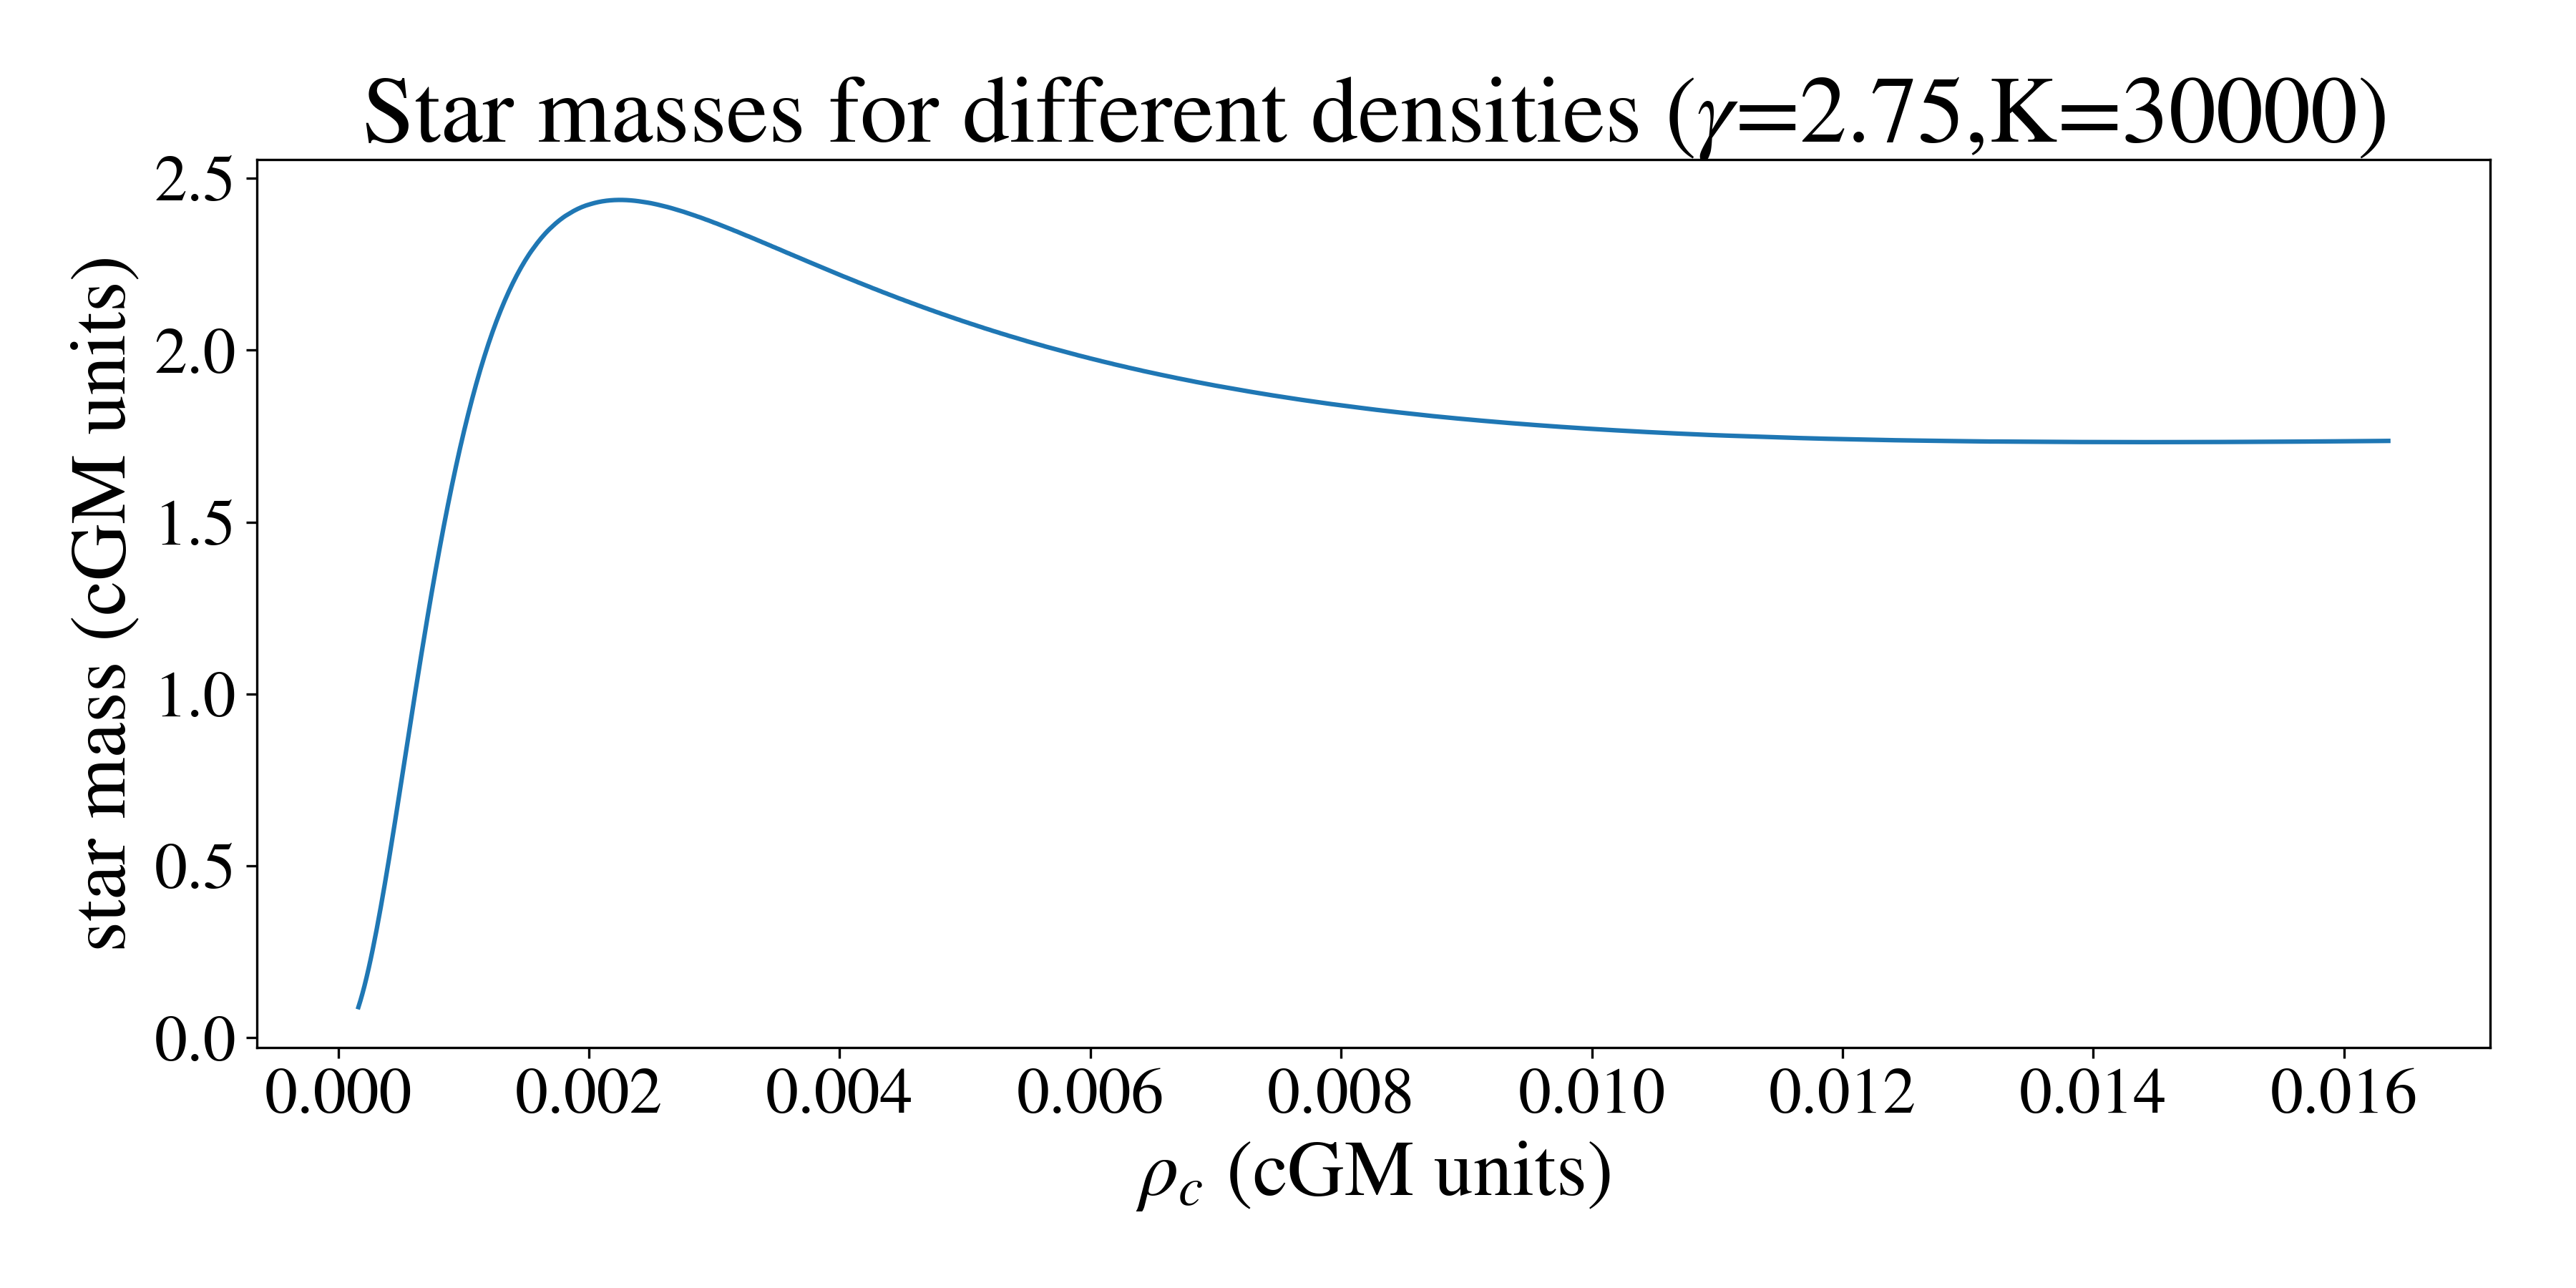 Star masses for different densities (γ=2.75,K=30000)
star mass (cGM units)
2.5
2.0
1.5
1.0
0.5
0.0
0.000 0.002 0.004 0.006 0.008 0.010 0.012 0.014 0.016
ρc (cGM units)